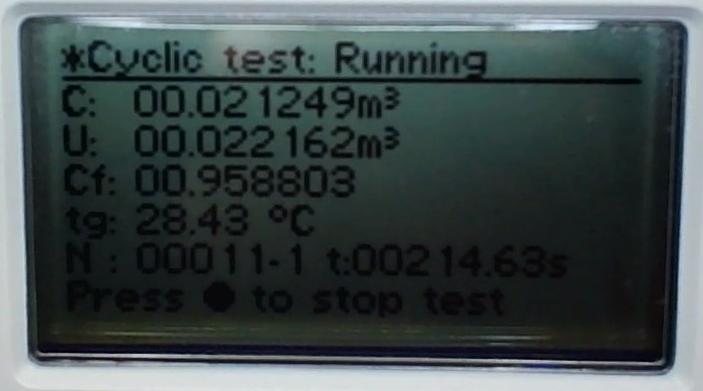 *Cyclic test: Running
C: 00.021249m³
U: 00.022162m³
Cf: 00.958803
tg: 28.43 ºC
N : 00011-1 t:00214.63s
Press ● to stop test